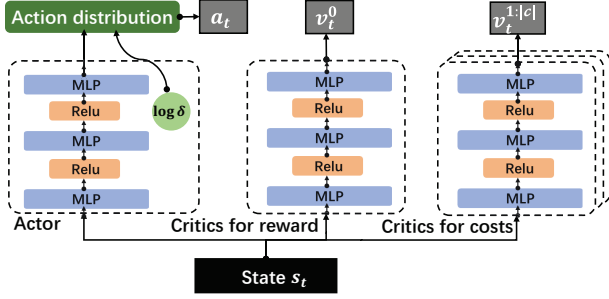 Action distribution
a_t
v_t^0
v_t^{1:|c|}
MLP
Relu
MLP
Relu
MLP
log δ
Actor
MLP
Relu
MLP
Relu
MLP
Critics for reward
MLP
Relu
MLP
Relu
MLP
Critics for costs
State s_t